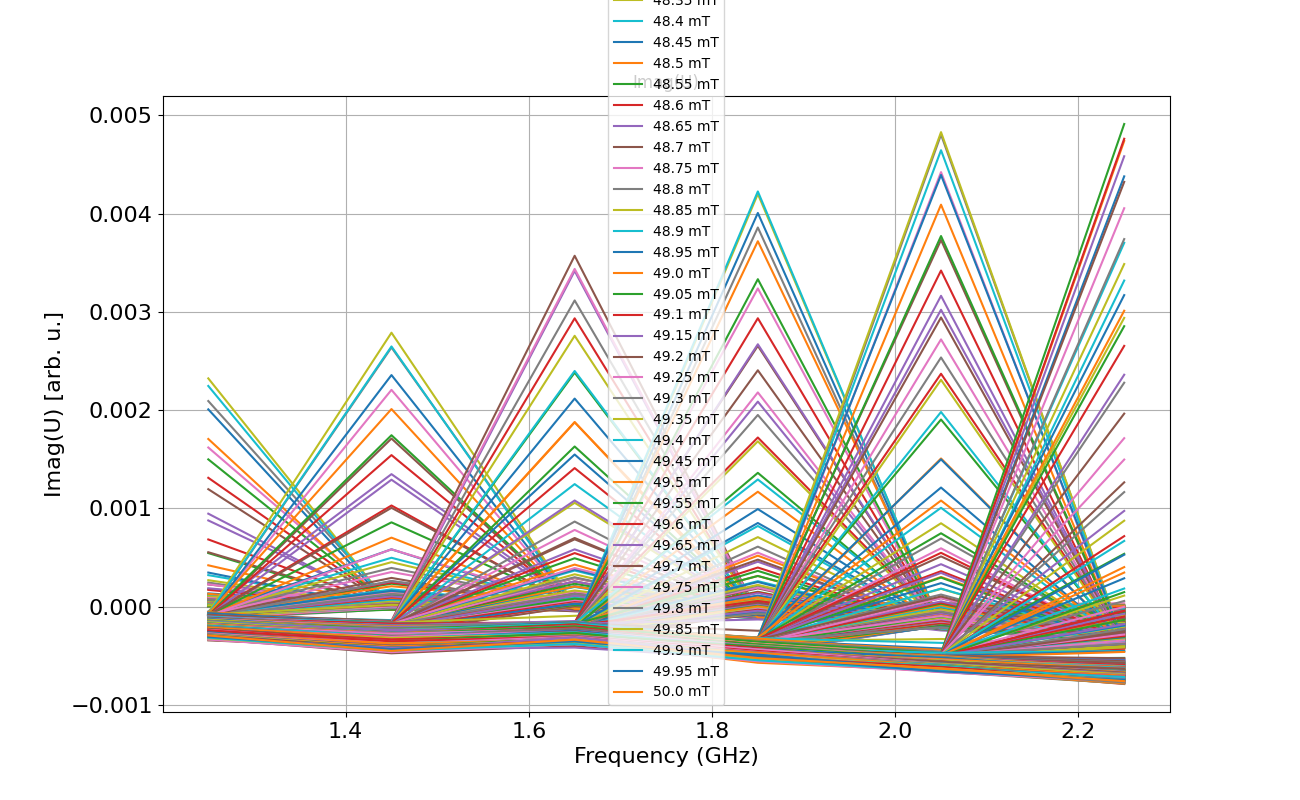 48.35 mT
48.4 mT
48.45 mT
48.5 mT
Imag(U)
48.55 mT
48.6 mT
48.65 mT
48.7 mT
48.75 mT
48.8 mT
48.85 mT
48.9 mT
48.95 mT
49.0 mT
49.05 mT
49.1 mT
49.15 mT
49.2 mT
49.25 mT
49.3 mT
49.35 mT
49.4 mT
49.45 mT
49.5 mT
49.55 mT
49.6 mT
49.65 mT
49.7 mT
49.75 mT
49.8 mT
49.85 mT
49.9 mT
49.95 mT
50.0 mT
0.005
0.004
0.003
0.002
0.001
0.000
−0.001
Imag(U) [arb. u.]
1.4
1.6
1.8
2.0
2.2
Frequency (GHz)